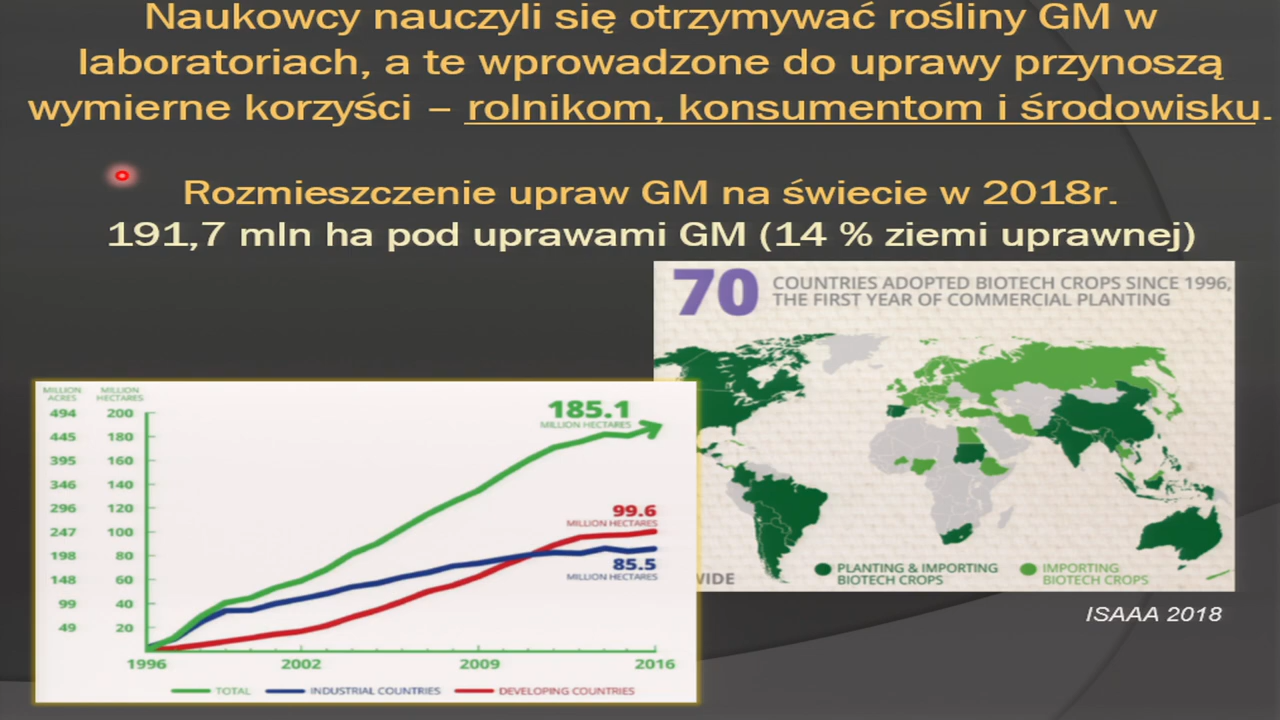 Naukowcy nauczyli się otrzymywać rośliny GM w
laboratoriach, a te wprowadzone do uprawy przynoszą
wymierne korzyści – rolnikom, konsumentom i środowisku.
Rozmieszczenie upraw GM na świecie w 2018r.
191,7 mln ha pod uprawami GM (14 % ziemi uprawnej)
70 COUNTRIES ADOPTED BIOTECH CROPS SINCE 1996,
THE FIRST YEAR OF COMMERCIAL PLANTING
PLANTING & IMPORTING
BIOTECH CROPS
IMPORTING
BIOTECH CROPS
WIDE
ISAAA 2018
MILLION
ACRES
MILLION
HECTARES
494 200
445 180
395 160
346 140
296 120
247 100
198 80
148 60
99 40
49 20
185.1
MILLION HECTARES
99.6
MILLION HECTARES
85.5
MILLION HECTARES
1996 2002 2009 2016
TOTAL INDUSTRIAL COUNTRIES DEVELOPING COUNTRIES